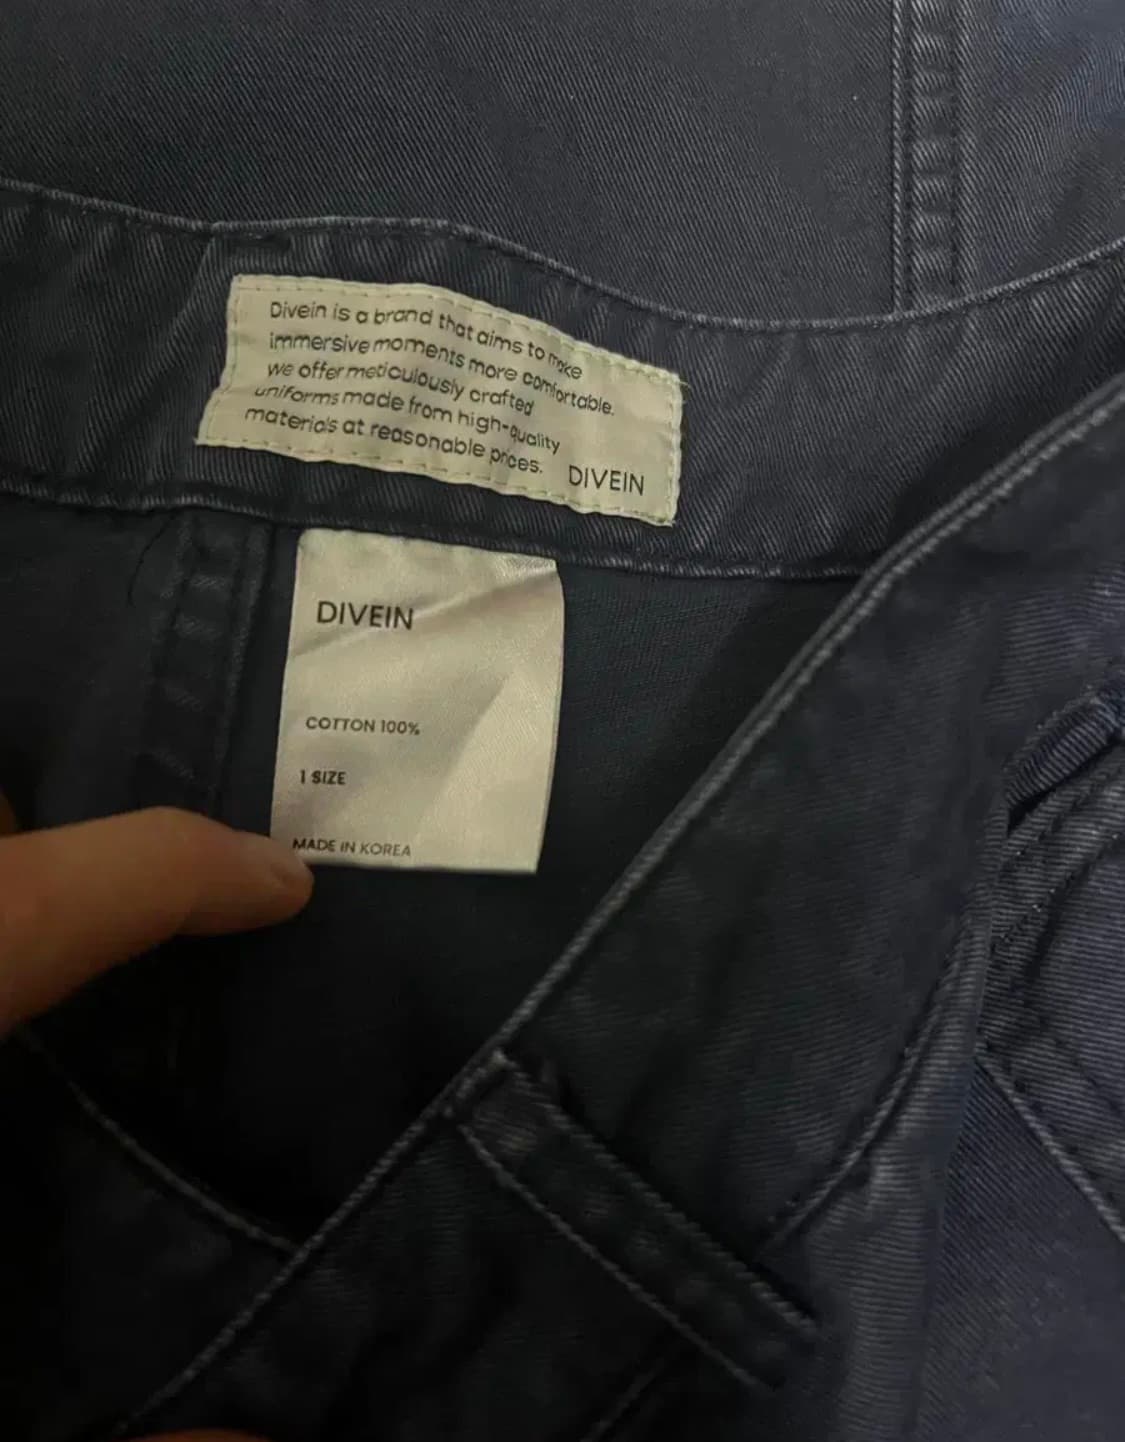 Divein is a brand that aims to make
immersive moments more comfortable.
we offer meticulously crafted
uniforms made from high-quality
materials at reasonable prices.
DIVEIN
DIVEIN
COTTON 100%
1 SIZE
MADE IN KOREA